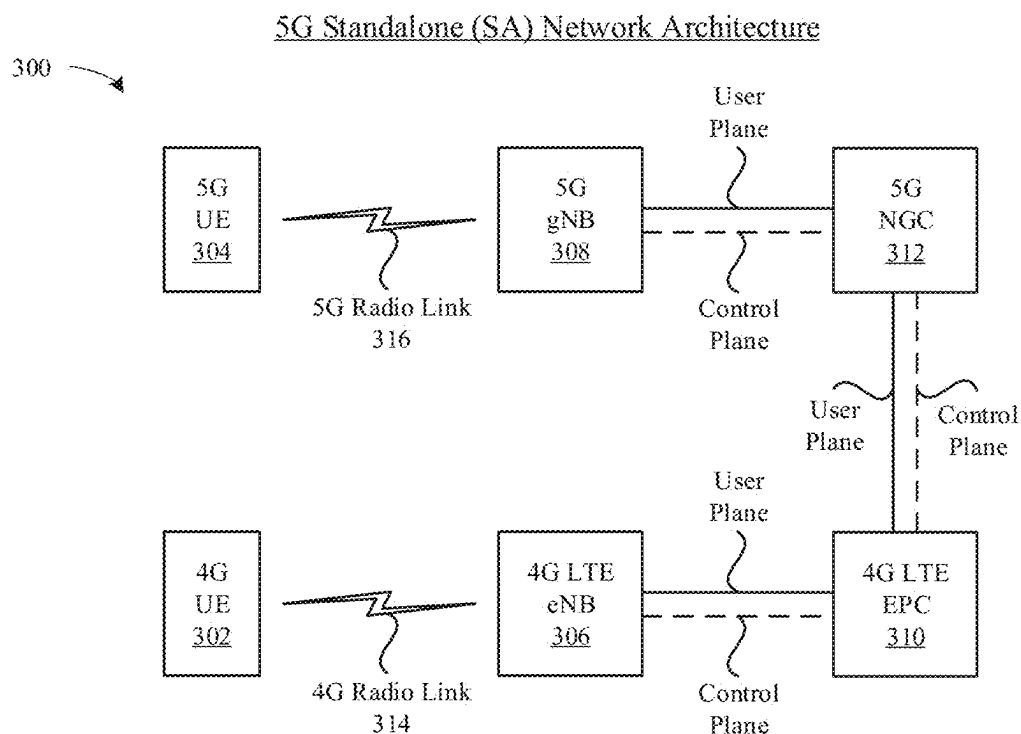 5G Standalone (SA) Network Architecture
300
User
Plane
5G
UE
304
5G
gNB
308
5G
NGC
312
5G Radio Link
316
Control
Plane
User
Plane
Control
Plane
User
Plane
4G
UE
302
4G LTE
eNB
306
4G LTE
EPC
310
4G Radio Link
314
Control
Plane